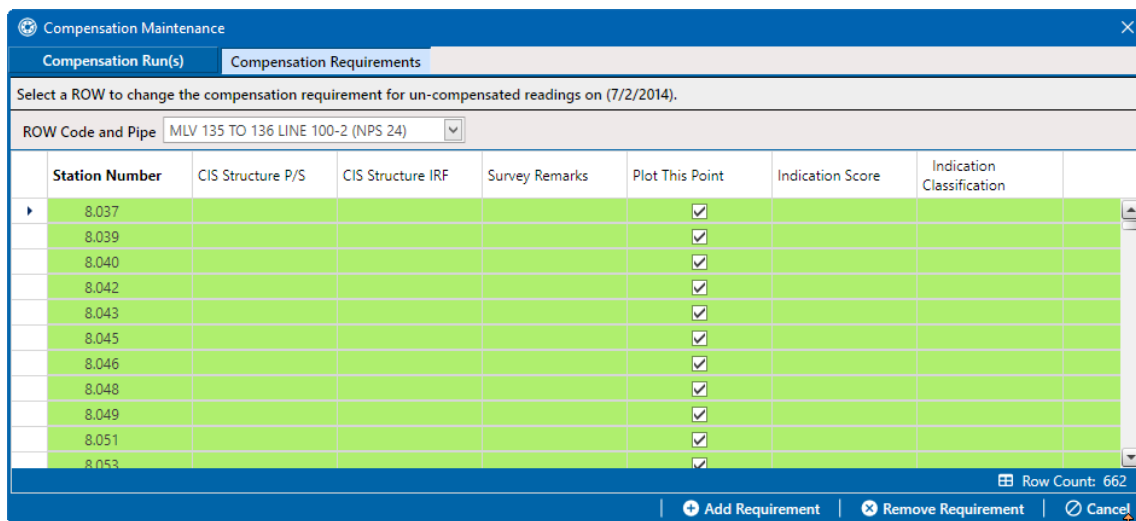 Compensation Maintenance
Compensation Run(s) Compensation Requirements
Select a ROW to change the compensation requirement for un-compensated readings on (7/2/2014).
ROW Code and Pipe MLV 135 TO 136 LINE 100-2 (NPS 24)
Station Number CIS Structure P/S CIS Structure IRF Survey Remarks Plot This Point Indication Score Indication Classification
8.037
8.039
8.040
8.042
8.043
8.045
8.046
8.048
8.049
8.051
8.053
Row Count: 662
Add Requirement | Remove Requirement | Cancel